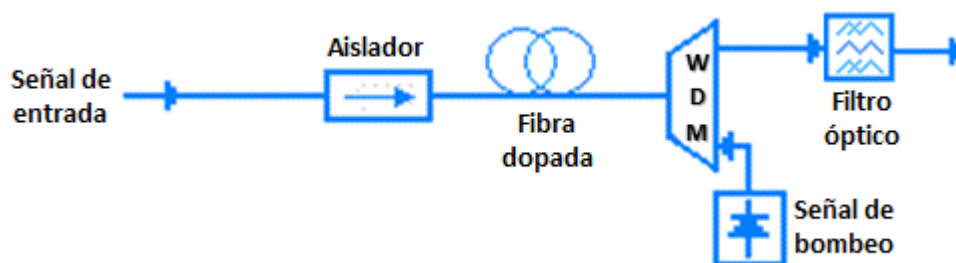 Señal de
entrada
Aislador
Fibra
dopada
W
D
M
Filtro
óptico
Señal de
bombeo